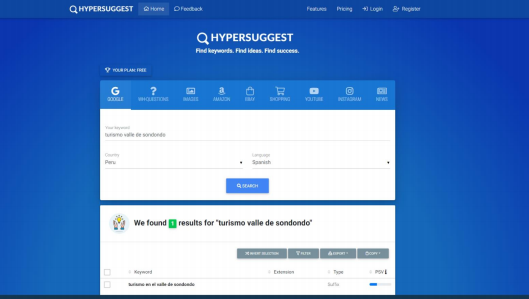 HYPERSUGGEST Home Feedback Features Pricing Login Register
HYPERSUGGEST
Find keywords. Find ideas. Find success.
YOUR PLAN: FREE
GOOGLE WH-QUESTIONS IMAGES AMAZON EBAY SHOPPING YOUTUBE INSTAGRAM NEWS
Your keyword
turismo valle de sondondo
Country Language
Peru Spanish
SEARCH
We found 1 results for "turismo valle de sondondo"
INVERT SELECTION FILTER EXPORT COPY
Keyword Extension Type PSV
turismo en el valle de sondondo Suffix